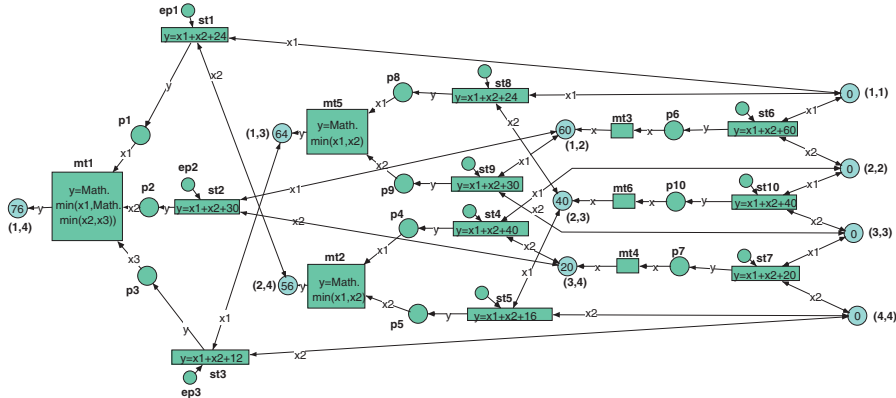 ep1
st1
y=x1+x2+24
x1
x2
y
p1
x1
mt1
y=Math.
min(x1,Math.
min(x2,x3))
76
(1,4)
y
x2
p2
y
ep2
st2
y=x1+x2+30
x1
x2
x3
p3
y
y=x1+x2+12
st3
ep3
x1
x2
(1,3)
64
y
mt5
y=Math.
min(x1,x2)
x1
p8
y
st8
y=x1+x2+24
x1
x2
x2
p9
y
st9
y=x1+x2+30
x1
x2
(2,4)
56
y
mt2
y=Math.
min(x1,x2)
x1
p4
y
st4
y=x1+x2+40
x1
x2
x2
p5
y
st5
y=x1+x2+16
x1
x2
60
(1,2)
x
mt3
x
p6
y
st6
y=x1+x2+60
x1
x2
40
(2,3)
x
mt6
x
p10
y
st10
y=x1+x2+40
x1
x2
20
(3,4)
x
mt4
x
p7
y
st7
y=x1+x2+20
x1
x2
0
(1,1)
0
(2,2)
0
(3,3)
0
(4,4)